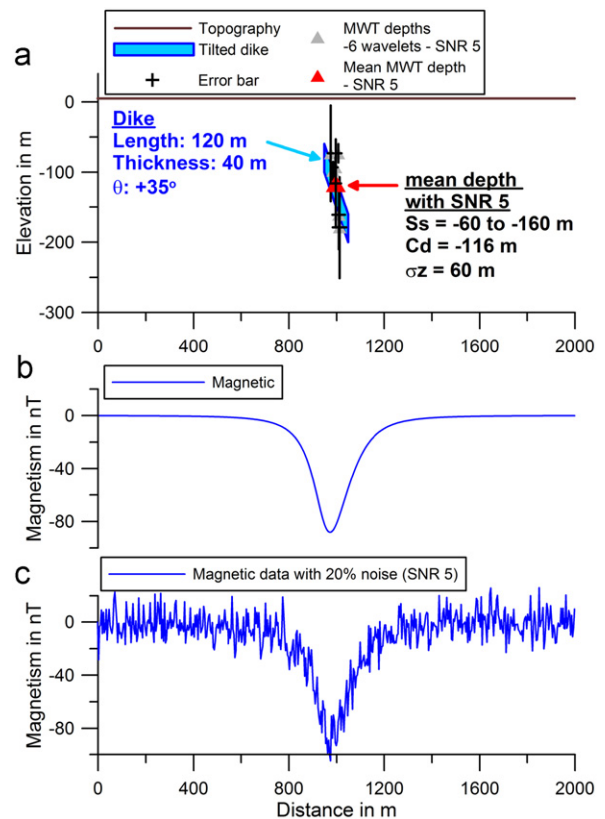 a
Topography
Tilted dike
Error bar
MWT depths
-6 wavelets - SNR 5
Mean MWT depth
- SNR 5
Elevation in m
0
-100
-200
-300
Dike
Length: 120 m
Thickness: 40 m
θ: +35o
mean depth
with SNR 5
Ss = -60 to -160 m
Cd = -116 m
σz = 60 m
0 400 800 1200 1600 2000
b
Magnetic
Magnetism in nT
0
-40
-80
c
Magnetic data with 20% noise (SNR 5)
Magnetism in nT
0
-40
-80
0 400 800 1200 1600 2000
Distance in m